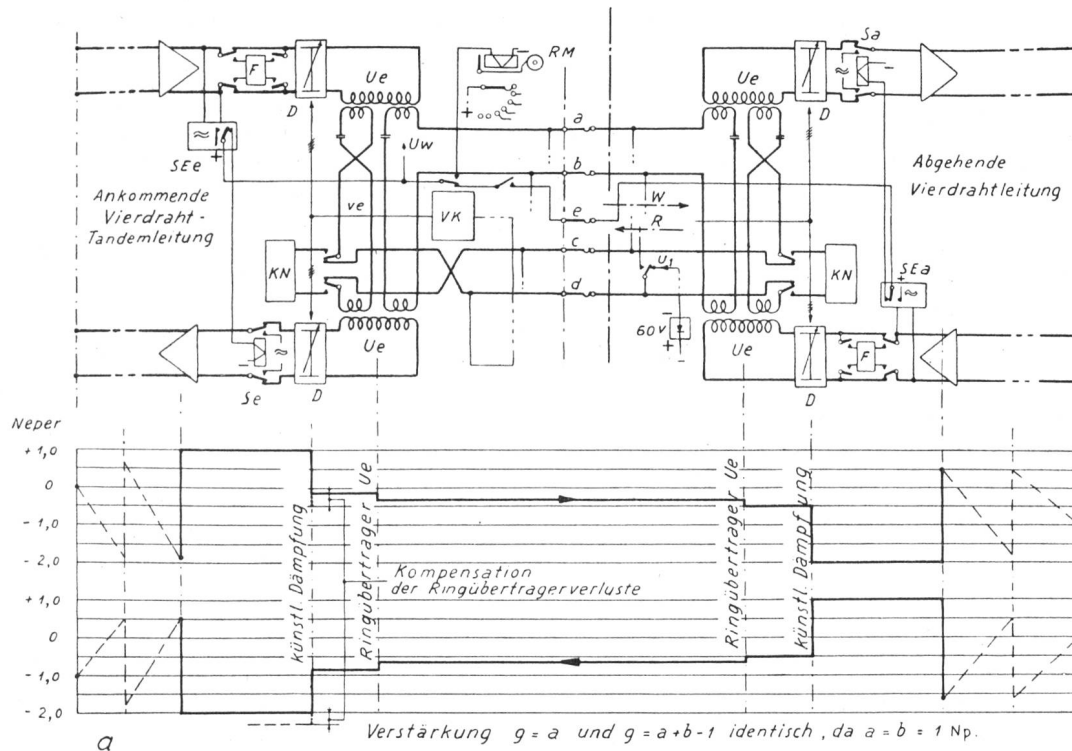 RM
Sa
F
Ue
Ue
D
D
a
≈
+
+
Uw
SEe
b
Abgehende
Vierdrahtleitung
Ankommende
Vierdraht-
Tandemleitung
ve
VK
e
W
R
c
KN
u1
KN
SEa
+
≈
d
60V
+
Ue
Ue
F
Se
D
D
Neper
+ 1,0
0
- 1,0
- 2,0
+ 1,0
0
- 1,0
- 2,0
künstl. Dämpfung
Ringübertrager Ue
Kompensation
der Ringübertragerverluste
Ringübertrager Ue
künstl. Dämpfung
a
Verstärkung g = a und g = a + b - 1 identisch, da a = b = 1 Np.